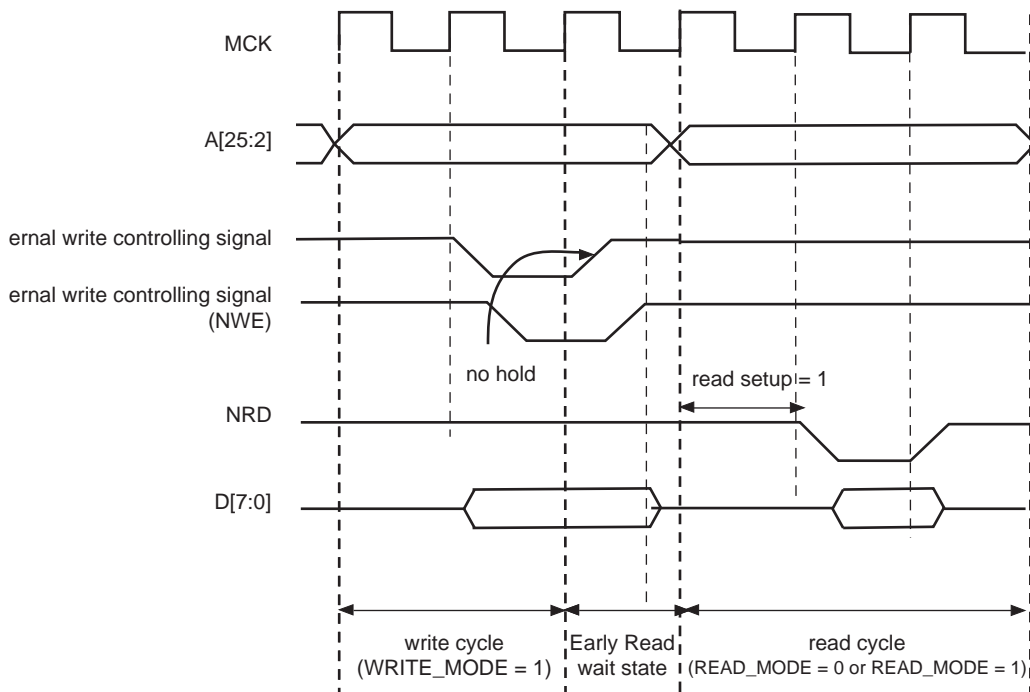 MCK
A[25:2]
ernal write controlling signal
ernal write controlling signal
(NWE)
no hold
read setup = 1
NRD
D[7:0]
write cycle
(WRITE_MODE = 1)
Early Read
wait state
read cycle
(READ_MODE = 0 or READ_MODE = 1)